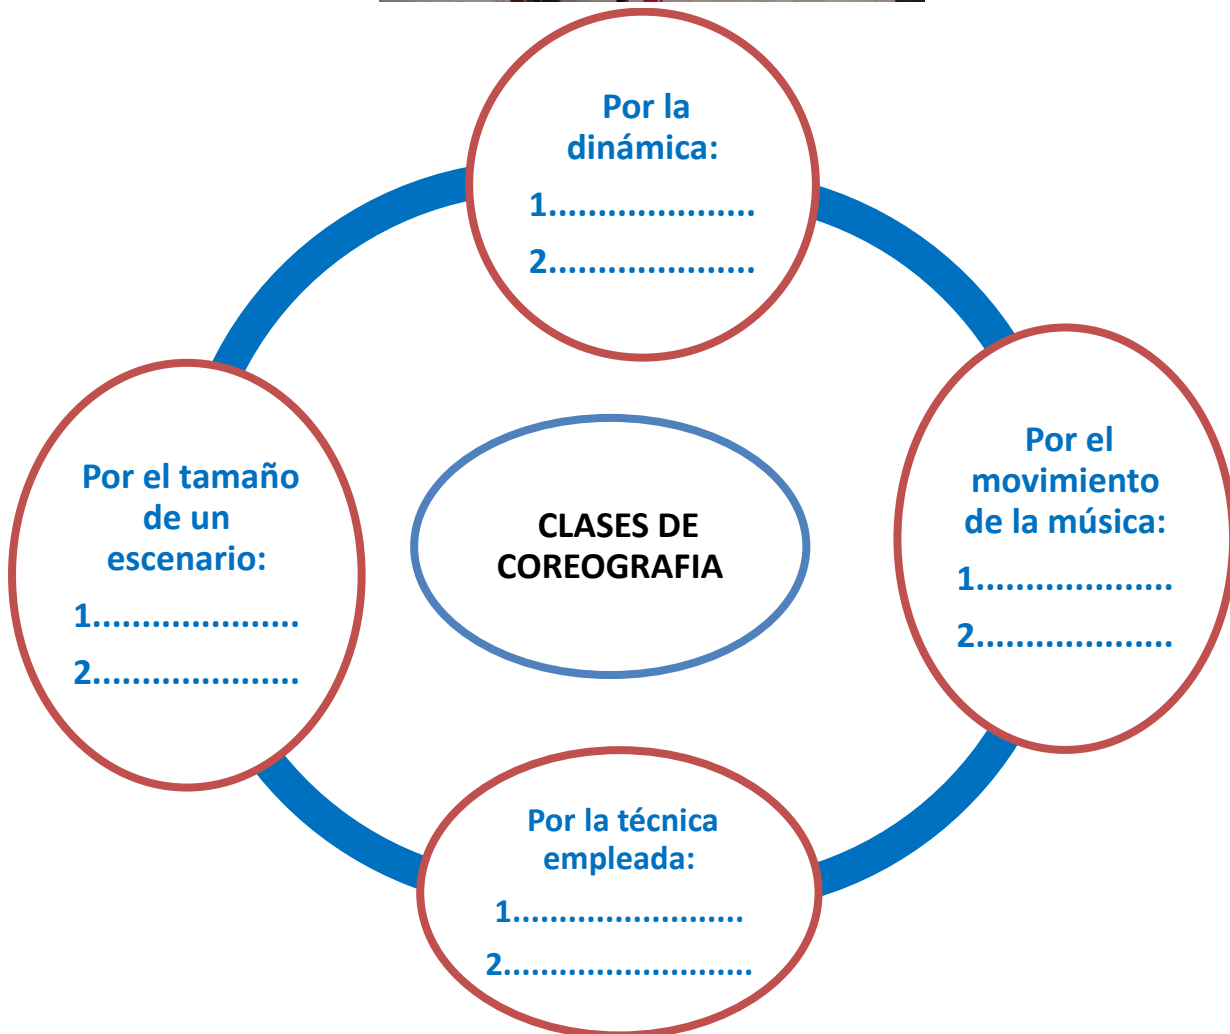 Por la
dinámica:
1.....................
2.....................
Por el
movimiento
de la música:
1....................
2....................
Por el tamaño
de un
escenario:
1.....................
2.....................
CLASES DE
COREOGRAFIA
Por la técnica
empleada:
1.........................
2...........................